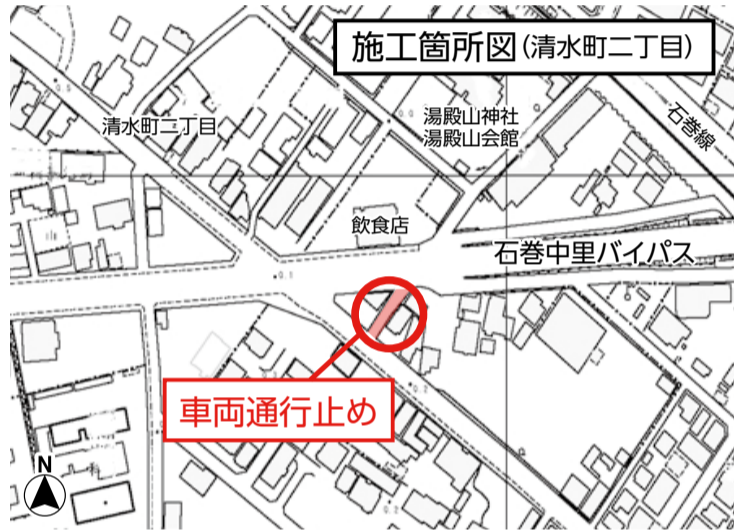 施工箇所図(清水町二丁目)
清水町二丁目
湯殿山神社
湯殿山会館
石巻線
飲食店
石巻中里バイパス
車両通行止め
N